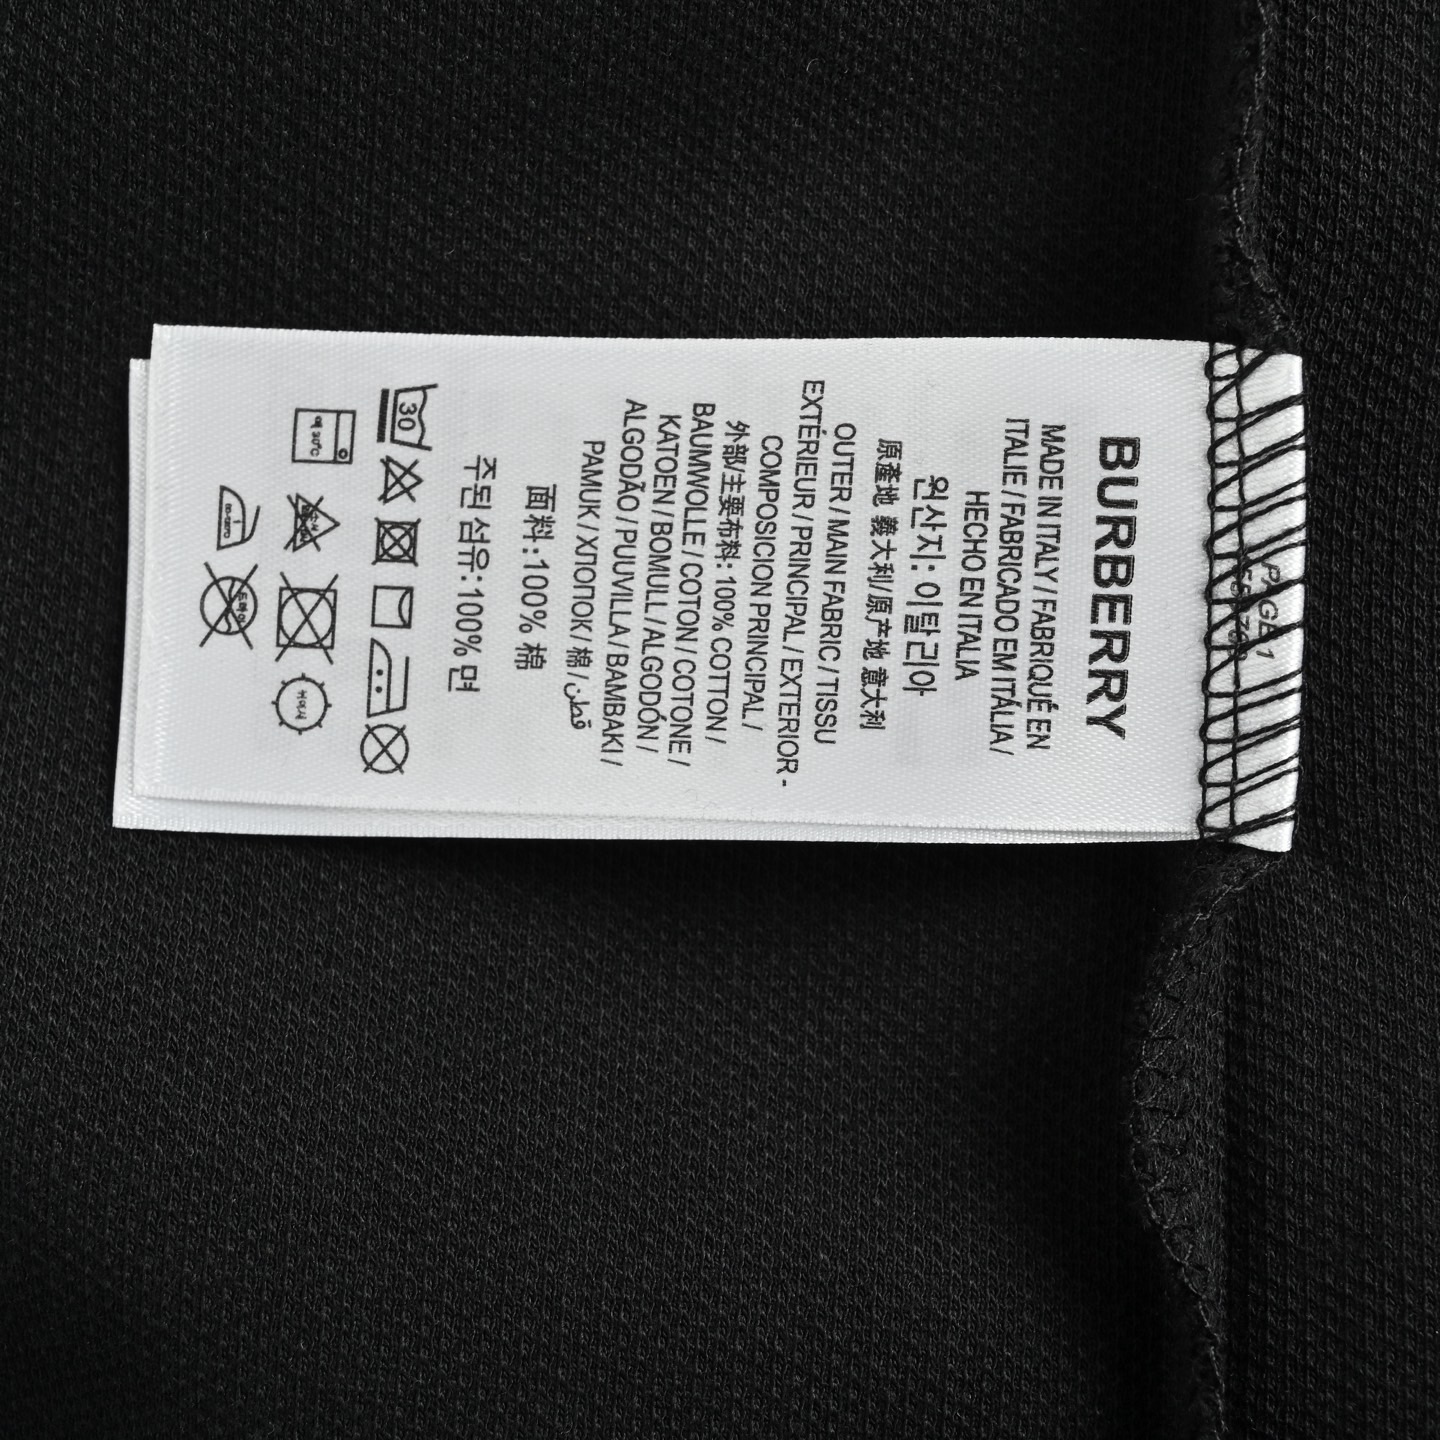 PAGE 1
BURBERRY
MADE IN ITALY / FABRIQUÉ EN
ITALIE / FABRICADO EM ITÁLIA /
HECHO EN ITALIA
원산지: 이탈리아
原產地 義大利/原产地 意大利
OUTER / MAIN FABRIC / TISSU
EXTÉRIEUR / PRINCIPAL / EXTERIOR -
COMPOSICION PRINCIPAL /
外部/主要布料: 100% COTTON /
BAUMWOLLE / COTON / COTONE /
KATOEN / BOMULL / ALGODÓN /
ALGODÃO / PUUVILLA / BAMBAKI /
PAMUK / ХЛОПОК / 棉 / قطن
面料:100% 棉
주된 섬유:100% 면
30